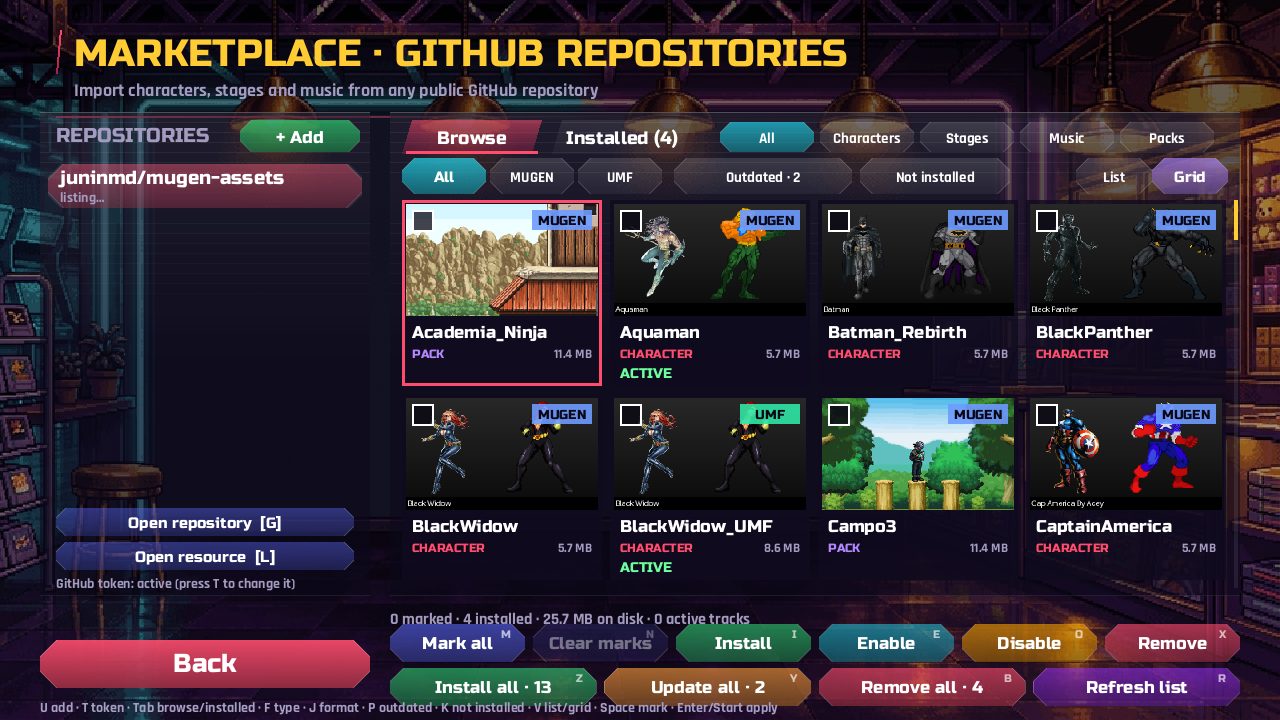 MARKETPLACE · GITHUB REPOSITORIES
Import characters, stages and music from any public GitHub repository
REPOSITORIES
+ Add
juninmd/mugen-assets
listing...
Browse
Installed (4)
All
Characters
Stages
Music
Packs
All
MUGEN
UMF
Outdated · 2
Not installed
List
Grid
MUGEN
Academia_Ninja
PACK
11.4 MB
MUGEN
Aquaman
Aquaman
CHARACTER
5.7 MB
ACTIVE
MUGEN
Batman
Batman_Rebirth
CHARACTER
5.7 MB
MUGEN
Black Panther
BlackPanther
CHARACTER
5.7 MB
MUGEN
Black Widow
BlackWidow
CHARACTER
5.7 MB
UMF
Black Widow
BlackWidow_UMF
CHARACTER
8.6 MB
ACTIVE
MUGEN
Campo3
PACK
11.4 MB
MUGEN
Cap America By Acey
CaptainAmerica
CHARACTER
5.7 MB
Open repository [G]
Open resource [L]
GitHub token: active (press T to change it)
Back
0 marked · 4 installed · 25.7 MB on disk · 0 active tracks
Mark all M
Clear marks N
Install I
Enable E
Disable O
Remove X
Install all · 13 Z
Update all · 2 Y
Remove all · 4 B
Refresh list R
U add · T token · Tab browse/installed · F type · J format · P outdated · K not installed · V list/grid · Space mark · Enter/Start apply